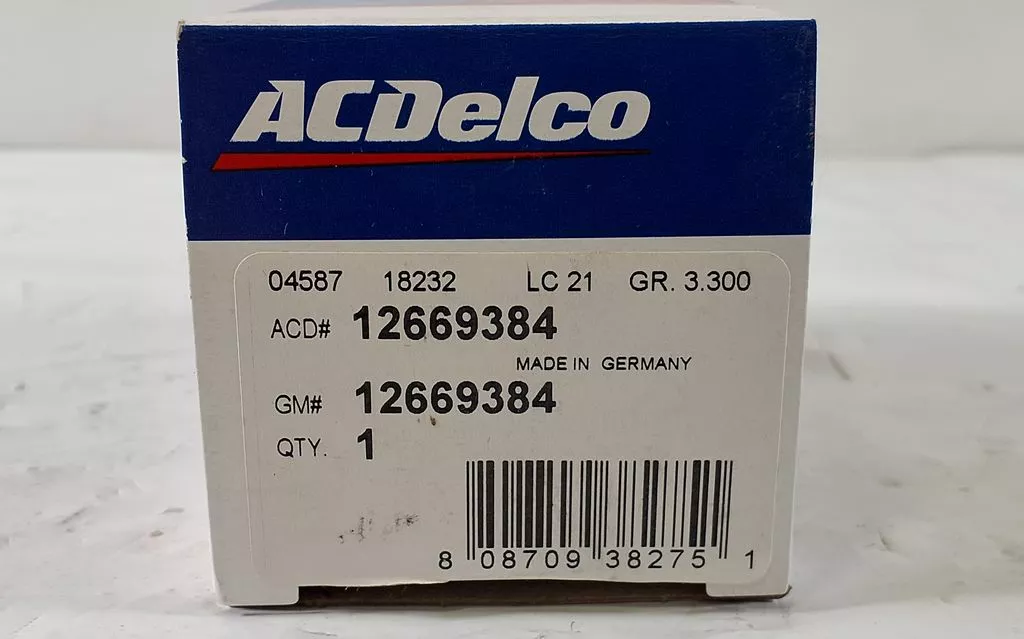 ACDelco
04587 18232 LC 21 GR. 3.300
ACD# 12669384
MADE IN GERMANY
GM# 12669384
QTY. 1
8 08709 38275 1